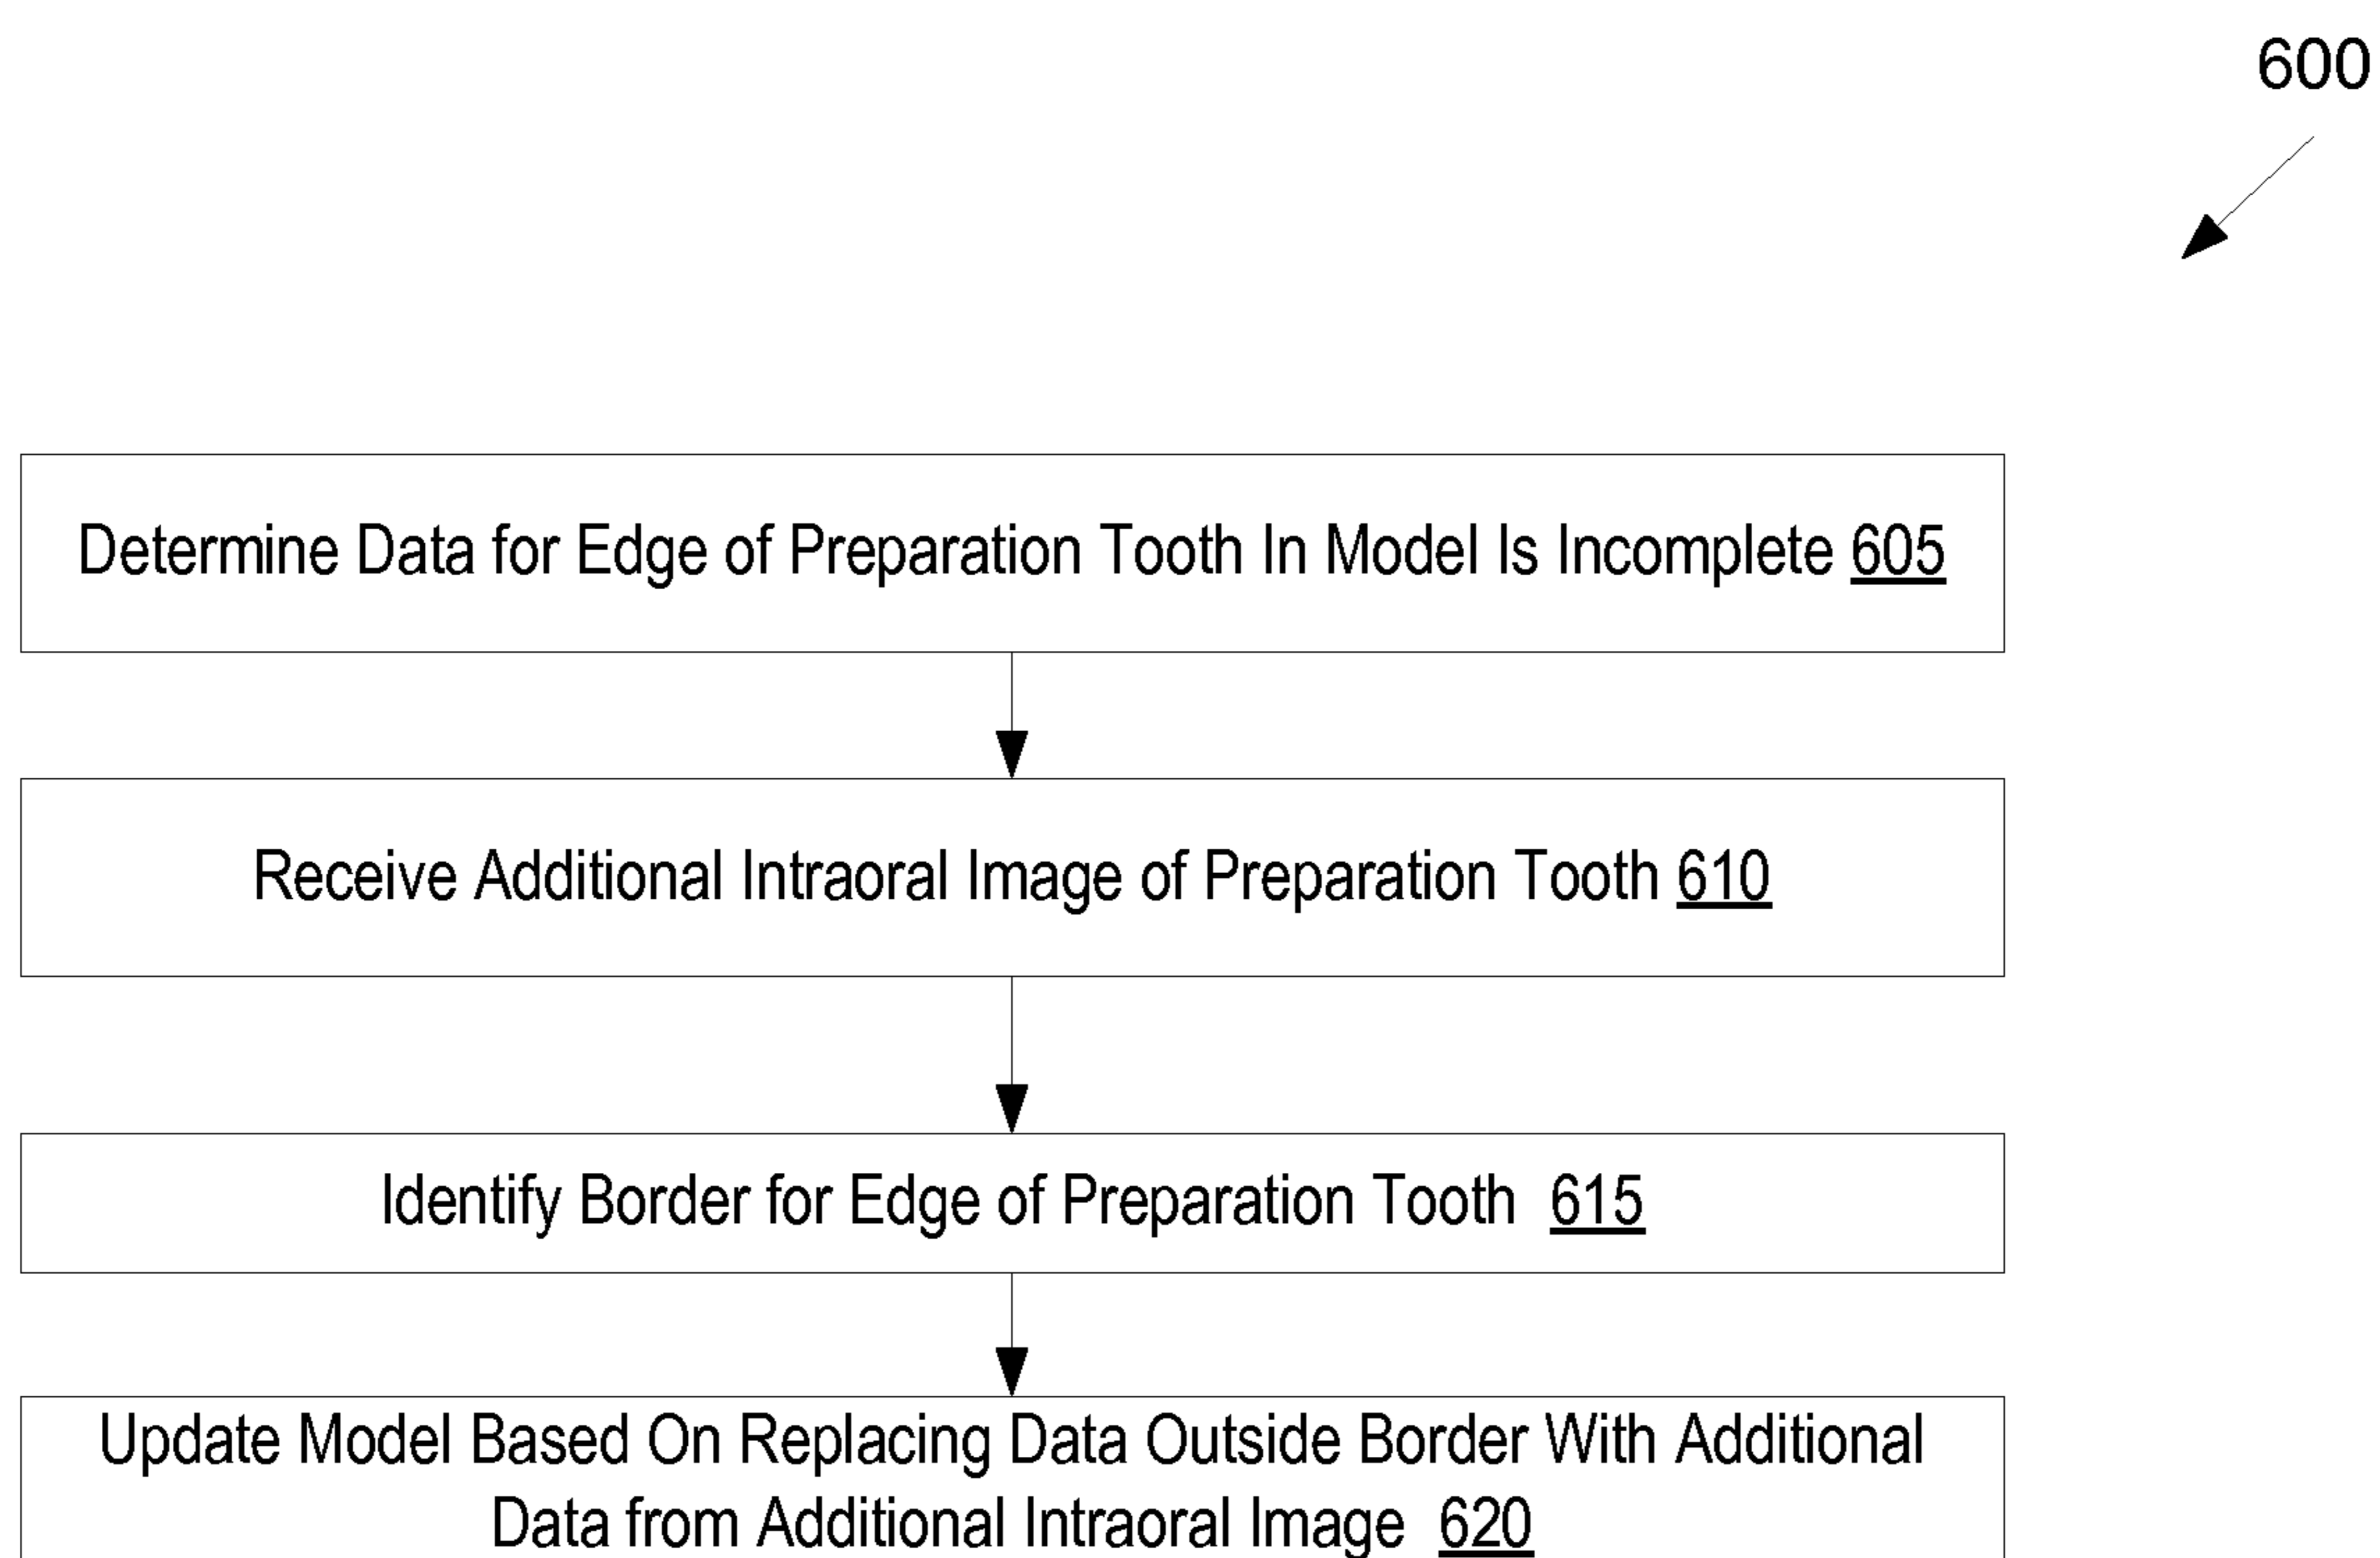 600
Determine Data for Edge of Preparation Tooth In Model Is Incomplete 605
Receive Additional Intraoral Image of Preparation Tooth 610
Identify Border for Edge of Preparation Tooth 615
Update Model Based On Replacing Data Outside Border With Additional
Data from Additional Intraoral Image 620